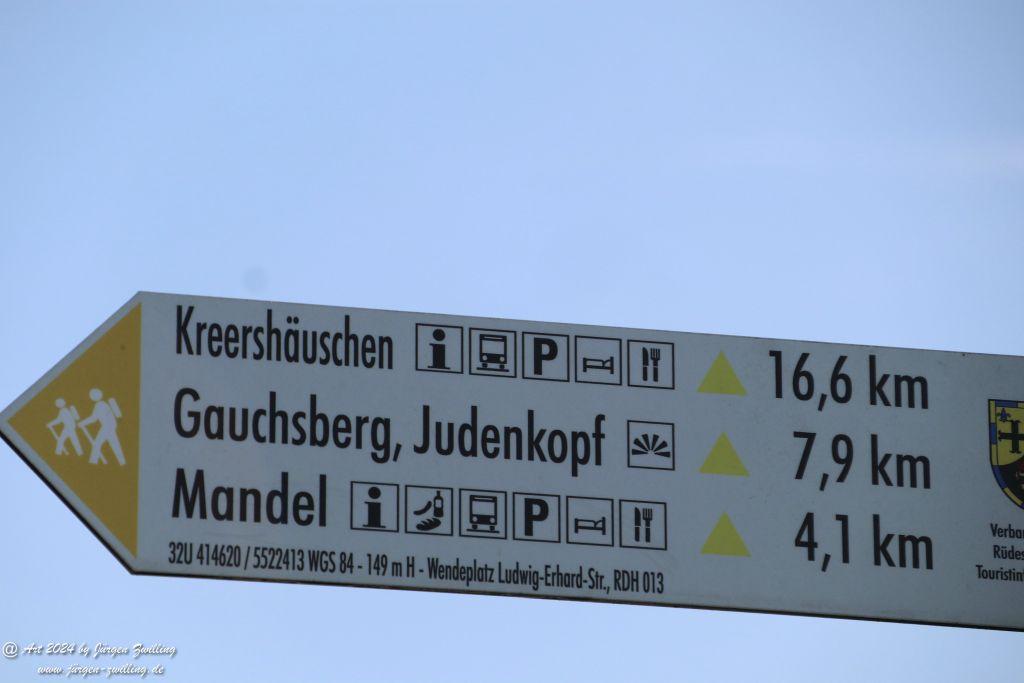 Kreershäuschen P 16,6 km
Gauchsberg, Judenkopf 7,9 km
Mandel P 4,1 km
32U 414620 / 5522413 WGS 84 - 149 m H - Wendeplatz Ludwig-Erhard-Str., RDH 013
@ Art 2024 by Jürgen Zwilling
www.jürgen-zwilling.de